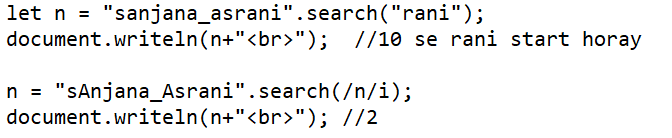 let n = "sanjana_asrani".search("rani");
document.writeln(n+"<br>");  //10 se rani start horay
n = "sAnjana_Asrani".search(/n/i);
document.writeln(n+"<br>"); //2